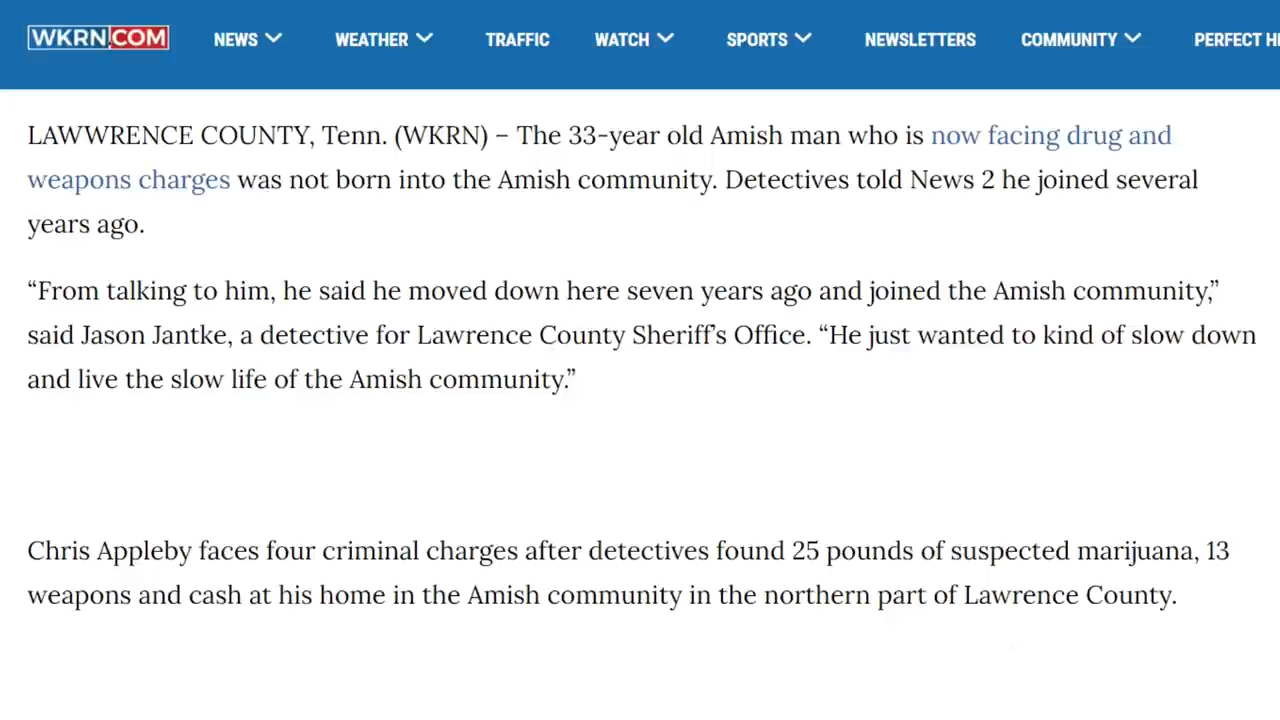 WKRN.COM NEWS WEATHER TRAFFIC WATCH SPORTS NEWSLETTERS COMMUNITY PERFECT
LAWWRENCE COUNTY, Tenn. (WKRN) – The 33-year old Amish man who is now facing drug and
weapons charges was not born into the Amish community. Detectives told News 2 he joined several
years ago.
“From talking to him, he said he moved down here seven years ago and joined the Amish community,”
said Jason Jantke, a detective for Lawrence County Sheriff’s Office. “He just wanted to kind of slow down
and live the slow life of the Amish community.”
Chris Appleby faces four criminal charges after detectives found 25 pounds of suspected marijuana, 13
weapons and cash at his home in the Amish community in the northern part of Lawrence County.